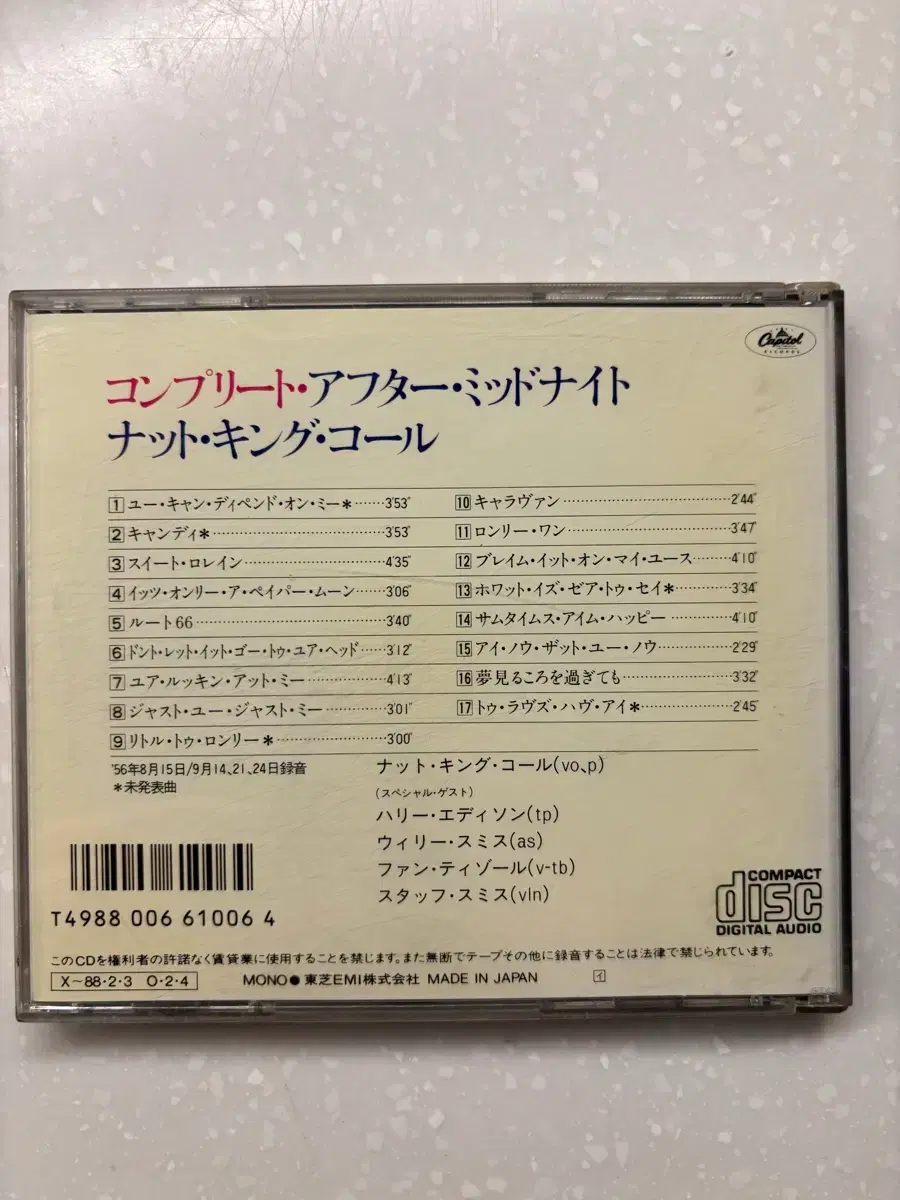 Capitol
RECORDS
コンプリート・アフター・ミッドナイト
ナット・キング・コール
1 ユー・キャン・ディペンド・オン・ミー＊……3'53"
2 キャンディ＊……3'53"
3 スイート・ロレイン……4'35"
4 イッツ・オンリー・ア・ペイパー・ムーン……3'06"
5 ルート66……3'40"
6 ドント・レット・イット・ゴー・トゥ・ユア・ヘッド……3'12"
7 ユア・ルッキン・アット・ミー……4'13"
8 ジャスト・ユー・ジャスト・ミー……3'01"
9 リトル・トゥ・ロンリー＊……3'00"
10 キャラヴァン……2'44"
11 ロンリー・ワン……3'47"
12 ブレイム・イット・オン・マイ・ユース……4'10"
13 ホワット・イズ・ゼア・トゥ・セイ＊……3'34"
14 サムタイムス・アイム・ハッピー……4'10"
15 アイ・ノウ・ザット・ユー・ノウ……2'29"
16 夢見るころを過ぎても……3'32"
17 トゥ・ラヴズ・ハヴ・アイ＊……2'45"
'56年8月15日/9月14、21、24日録音
＊未発表曲
ナット・キング・コール(vo、p)
(スペシャル・ゲスト)
ハリー・エディソン(tp)
ウィリー・スミス(as)
ファン・ティゾール(v-tb)
スタッフ・スミス(vln)
T4988 006 61006 4
COMPACT
disc
DIGITAL AUDIO
このCDを権利者の許諾なく賃貸業に使用することを禁じます。また無断でテープその他に録音することは法律で禁じられています。
X〜88・2・3 O・2・4
MONO● 東芝EMI株式会社 MADE IN JAPAN
イ